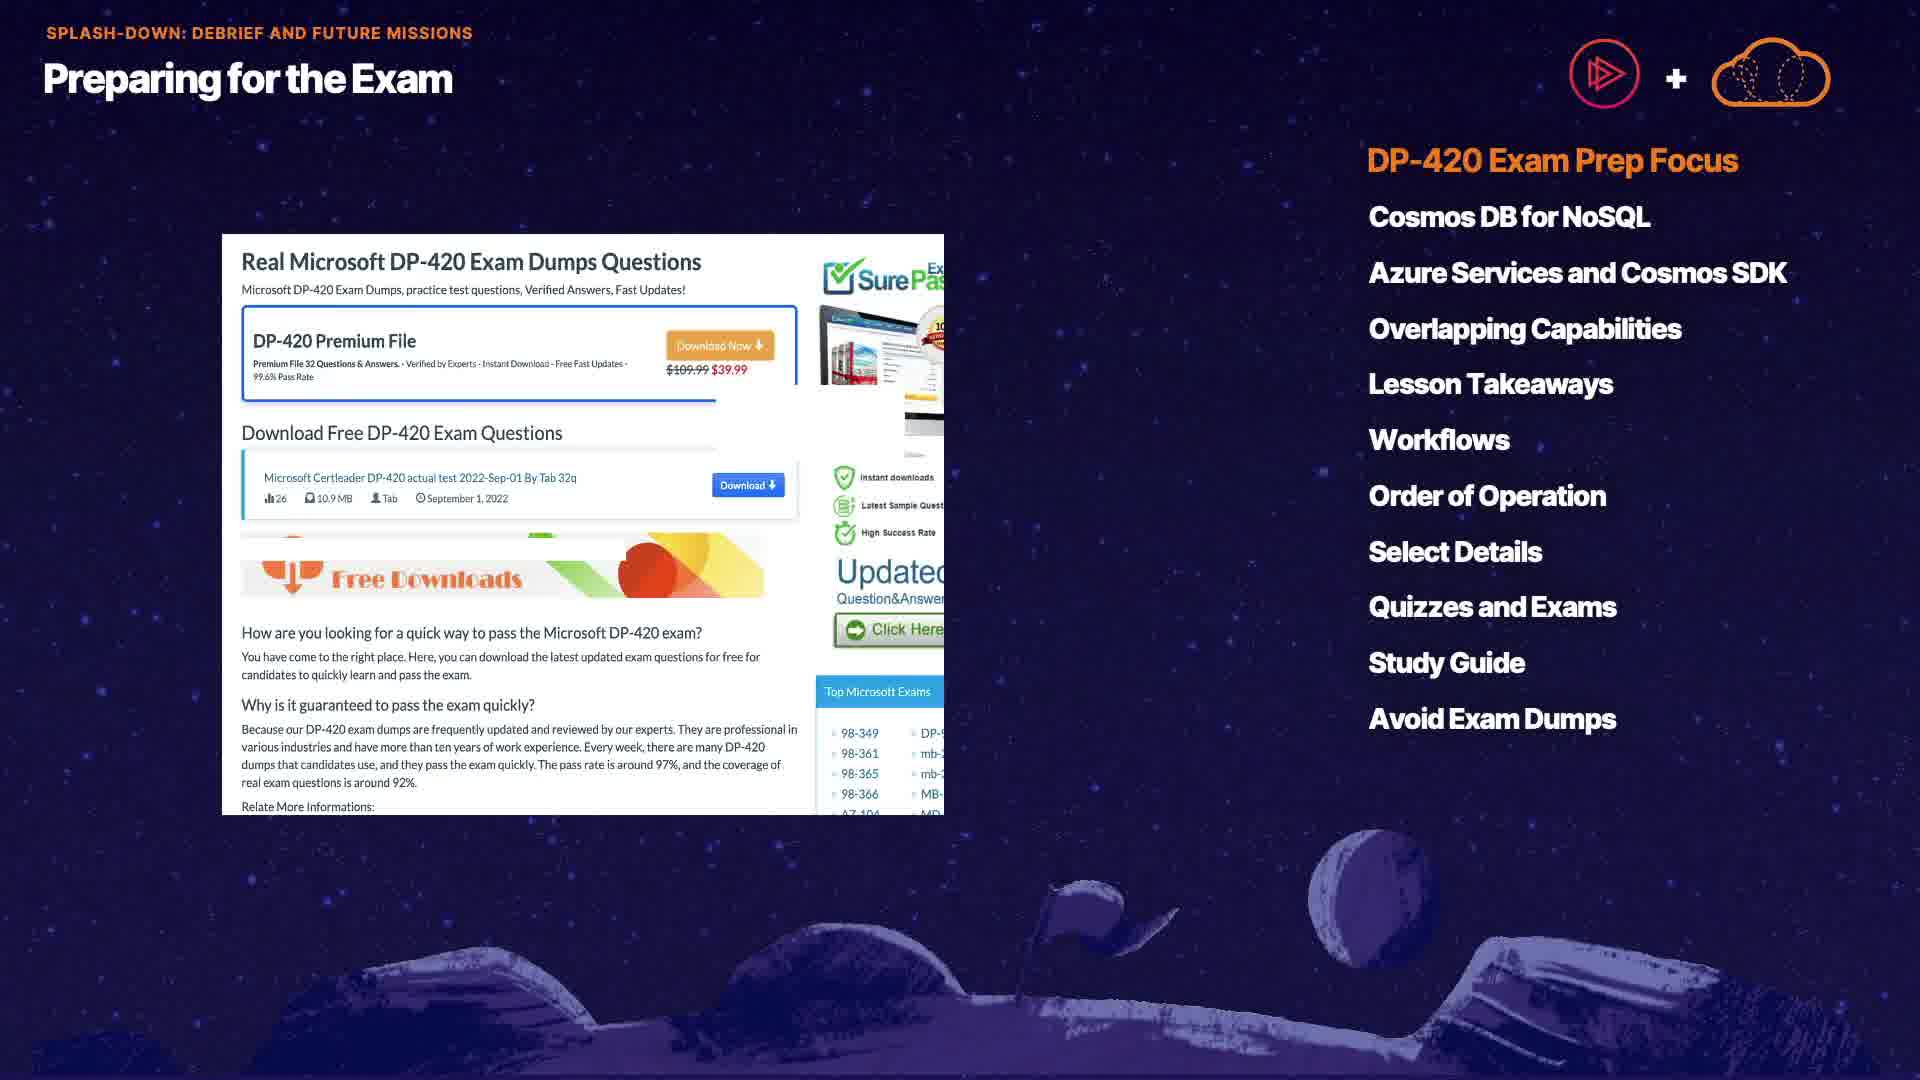 SPLASH-DOWN: DEBRIEF AND FUTURE MISSIONS
Preparing for the Exam
+
Real Microsoft DP-420 Exam Dumps Questions
Microsoft DP-420 Exam Dumps, practice test questions, Verified Answers, Fast Updates!
DP-420 Premium File
Premium File 32 Questions & Answers. · Verified by Experts · Instant Download · Free Fast Updates ·
99.6% Pass Rate
Download Now
$109.99 $39.99
Download Free DP-420 Exam Questions
Microsoft Certleader DP-420 actual test 2022-Sep-01 By Tab 32q
26 10.9 MB Tab September 1, 2022
Download
Free Downloads
How are you looking for a quick way to pass the Microsoft DP-420 exam?
You have come to the right place. Here, you can download the latest updated exam questions for free for
candidates to quickly learn and pass the exam.
Why is it guaranteed to pass the exam quickly?
Because our DP-420 exam dumps are frequently updated and reviewed by our experts. They are professional in
various industries and have more than ten years of work experience. Every week, there are many DP-420
dumps that candidates use, and they pass the exam quickly. The pass rate is around 97%, and the coverage of
real exam questions is around 92%.
Relate More Informations:
Ex
SurePas
10
Instant downloads
Latest Sample Quest
High Success Rate
Updated
Question&Answer
Click Here
Top Microsoft Exams
98-349 DP-9
98-361 mb-2
98-365 mb-3
98-366 MB-
AZ-104 MD
DP-420 Exam Prep Focus
Cosmos DB for NoSQL
Azure Services and Cosmos SDK
Overlapping Capabilities
Lesson Takeaways
Workflows
Order of Operation
Select Details
Quizzes and Exams
Study Guide
Avoid Exam Dumps